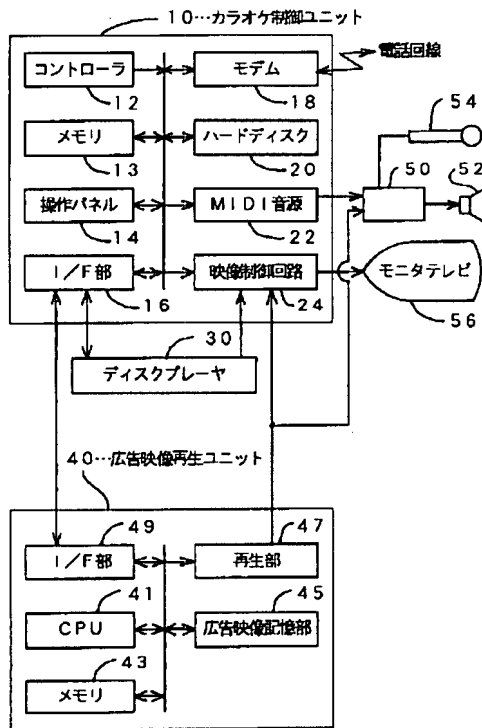 10…カラオケ制御ユニット
コントローラ
12
モデム
18
電話回線
メモリ
13
ハードディスク
20
54
50
52
操作パネル
14
MIDI音源
22
I/F部
16
映像制御回路
24
モニタテレビ
56
30
ディスクプレーヤ
40…広告映像再生ユニット
49
I/F部
47
再生部
41
CPU
45
広告映像記憶部
43
メモリ